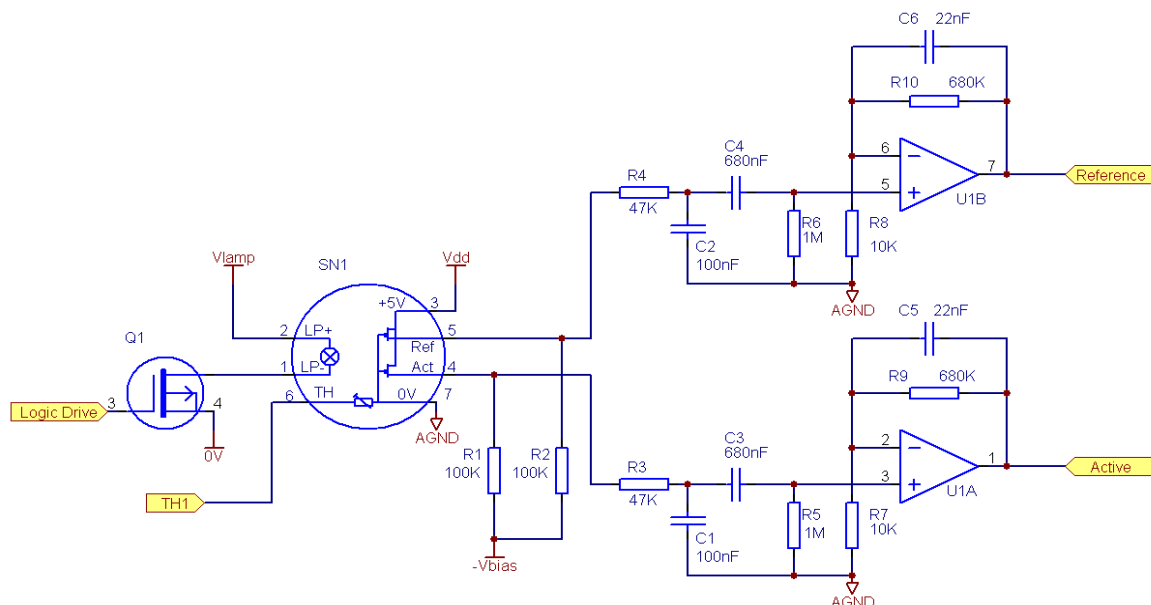 C6 22nF
R10 680K
C4
680nF
6
7
Reference
5
U1B
R4
47K
R6
1M
R8
10K
C2
100nF
AGND
Vlamp
SN1
Vdd
+5V
3
2
LP+
5
Ref
Q1
LP-
1
Act
4
TH
6
0V
7
AGND
Logic Drive
3
4
0V
TH1
R1
100K
R2
100K
-Vbias
C5
22nF
R9
680K
C3
680nF
2
1
Active
3
U1A
R3
47K
R5
1M
R7
10K
C1
100nF
AGND